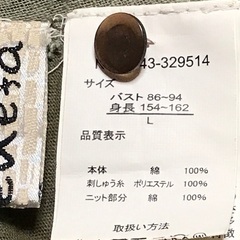 43-329514
サイズ
バスト 86~94
身長 154~162
L
品質表示
本体 綿 100%
刺しゅう糸 ポリエステル 100%
ニット部分 綿 100%
取扱い方法